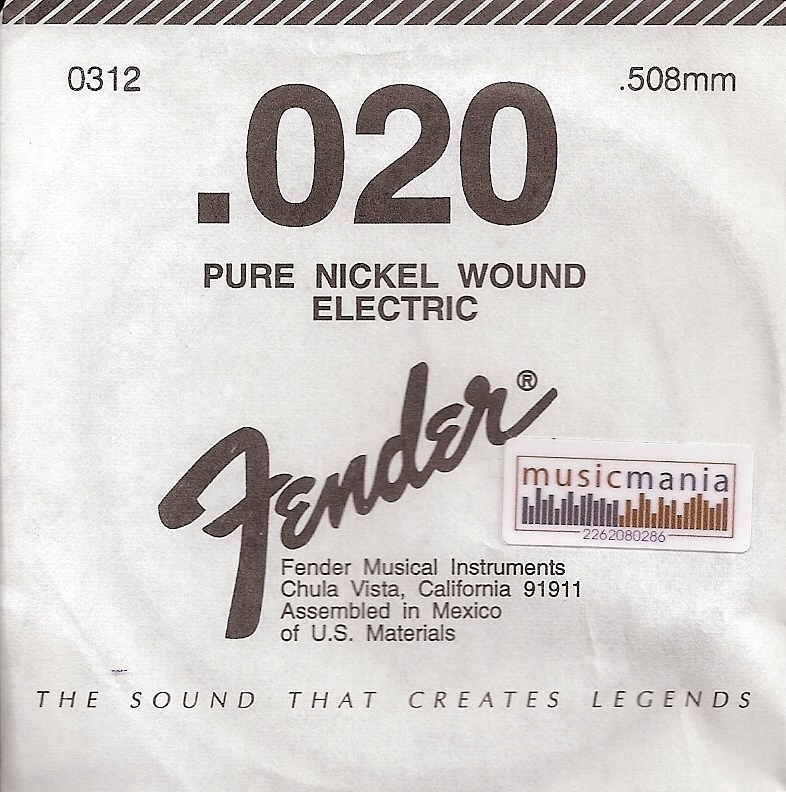 0312
.508mm
.020
PURE NICKEL WOUND
ELECTRIC
Fender®
musicmania
2262080286
Fender Musical Instruments
Chula Vista, California 91911
Assembled in Mexico
of U.S. Materials
THE SOUND THAT CREATES LEGENDS